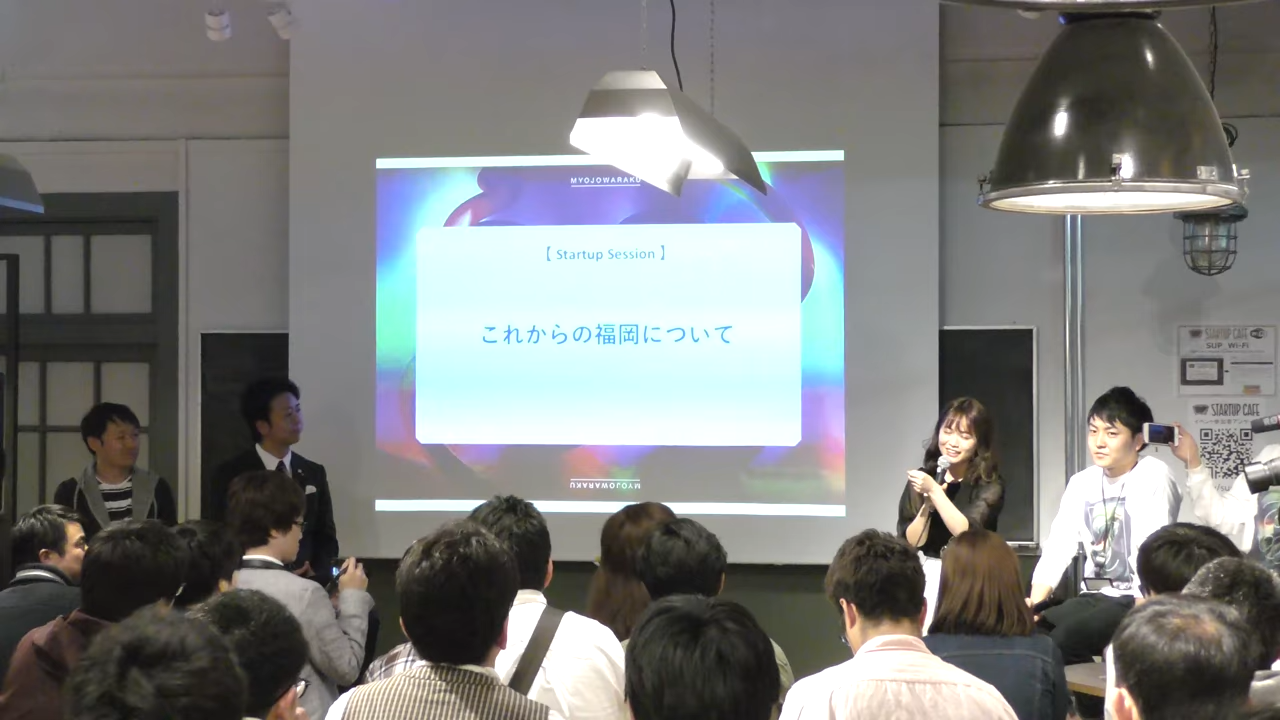 MYOJOWARAKU
【 Startup Session 】
これからの福岡について
MYOJOWARAKU
STARTUP CAFE
SUP_Wi-Fi
STARTUP CAFE